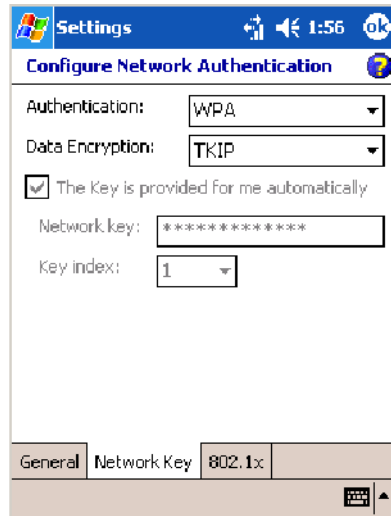 Settings 1:56 ok
Configure Network Authentication ?
Authentication: WPA
Data Encryption: TKIP
The Key is provided for me automatically
Network key: *************
Key index: 1
General Network Key 802.1x